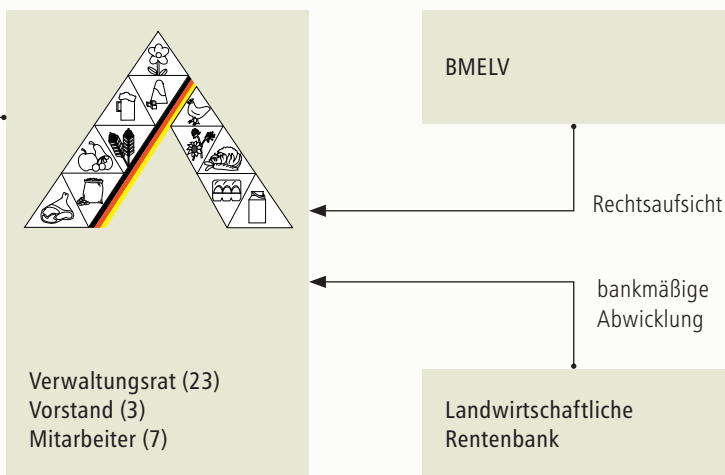 BMELV
Rechtsaufsicht
bankmäßige
Abwicklung
Verwaltungsrat (23)
Vorstand (3)
Mitarbeiter (7)
Landwirtschaftliche
Rentenbank